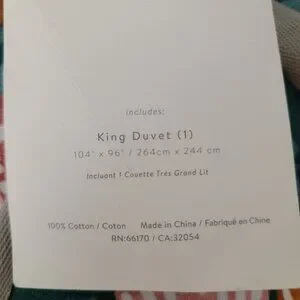 includes:
King Duvet (1)
104" x 96" / 264cm x 244 cm
Incluant 1 Couette Très Grand Lit
100% Cotton / Coton Made in China / Fabriqué en Chine
RN:66170 / CA:32054